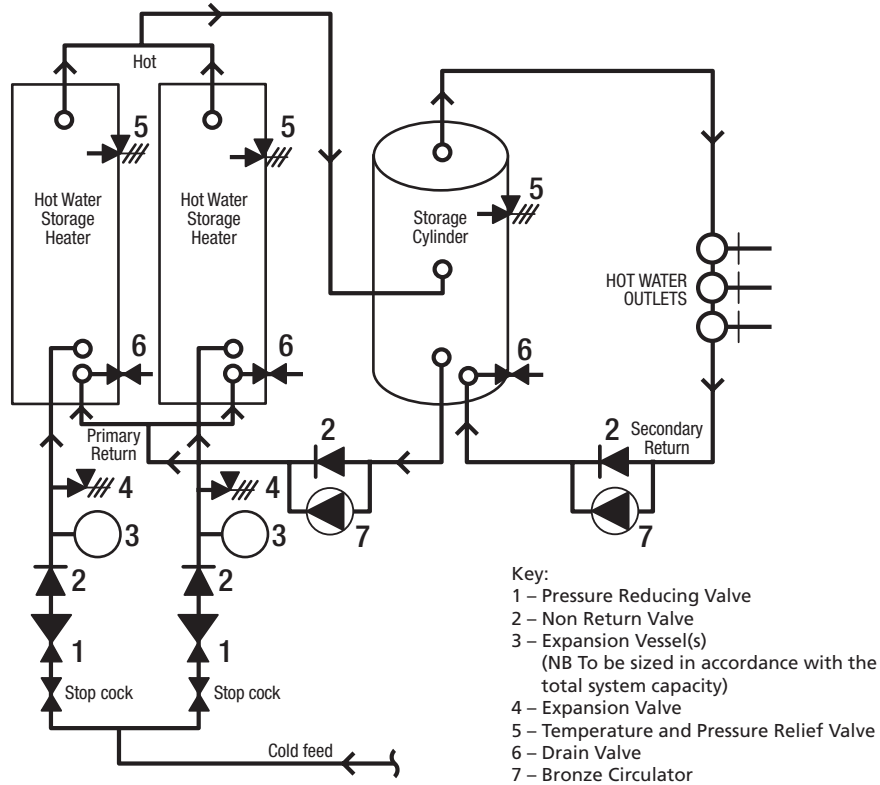 Hot
5
5
5
Hot Water
Storage
Heater
Hot Water
Storage
Heater
Storage
Cylinder
HOT WATER
OUTLETS
6
6
6
Primary
Return
2
2
Secondary
Return
4
4
3
3
7
7
2
2
1
1
Stop cock
Stop cock
Cold feed
Key:
1 – Pressure Reducing Valve
2 – Non Return Valve
3 – Expansion Vessel(s)
(NB To be sized in accordance with the
total system capacity)
4 – Expansion Valve
5 – Temperature and Pressure Relief Valve
6 – Drain Valve
7 – Bronze Circulator